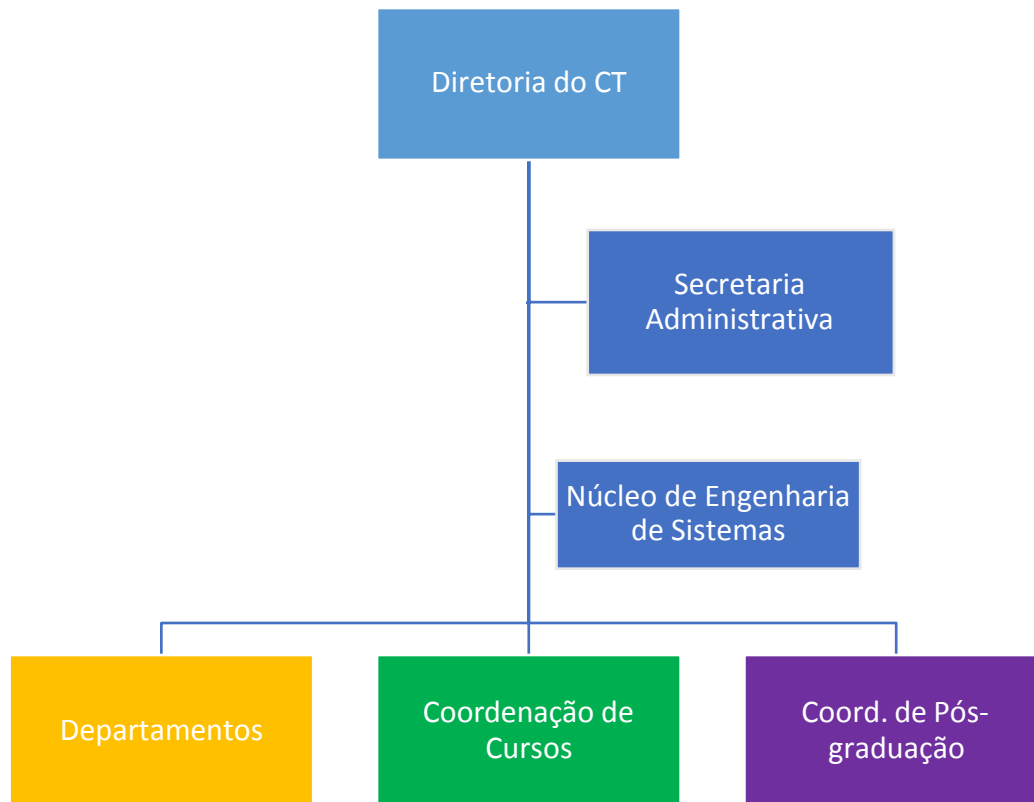 Diretoria do CT
Secretaria
Administrativa
Núcleo de Engenharia
de Sistemas
Departamentos
Coordenação de
Cursos
Coord. de Pós-
graduação